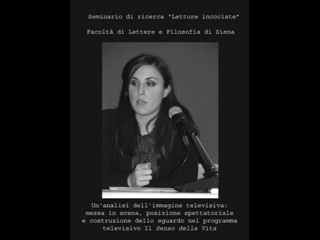 Seminario di ricerca "Letture incociate"
Facoltà di Lettere e Filosofia di Siena
Un'analisi dell'immagine televisiva:
messa in scena, posizione spettatoriale
e costruzione dello sguardo nel programma
televisivo Il Senso della Vita